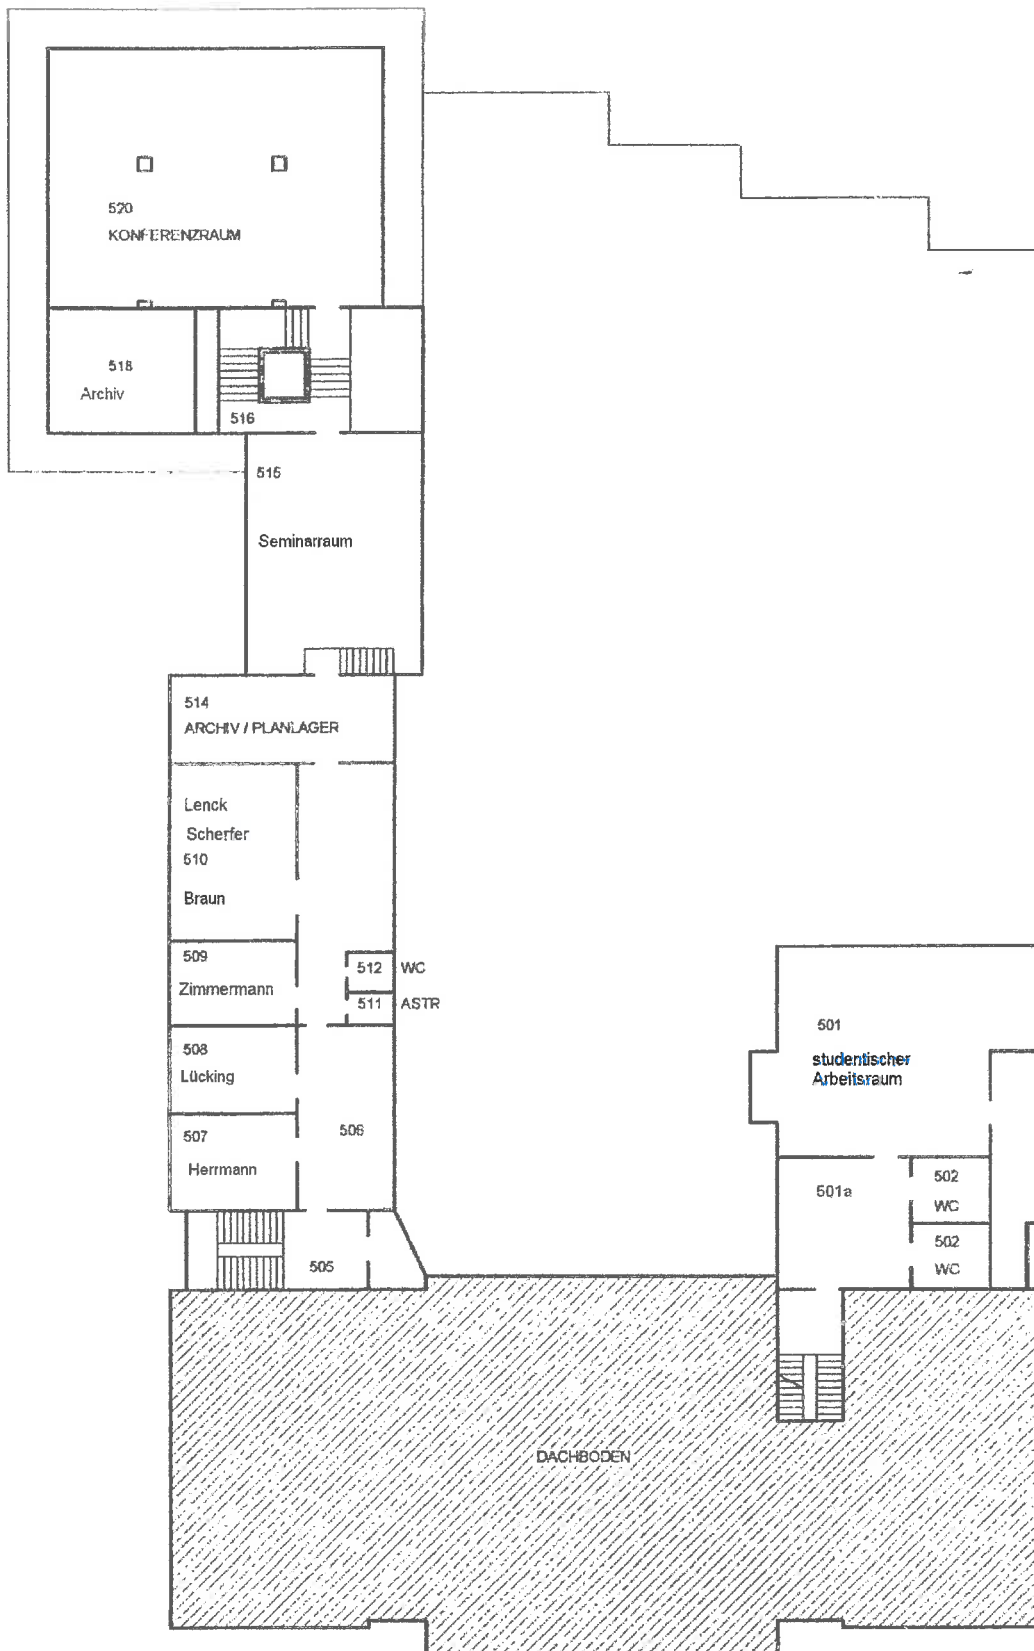 520
KONFERENZRAUM
518
Archiv
516
515
Seminarraum
514
ARCHIV / PLANLAGER
Lenck
Scherfer
510
Braun
509
Zimmermann
512 WC
511 ASTR
508
Lücking
507
Herrmann
506
505
501
studentischer
Arbeitsraum
501a
502
WC
502
WC
DACHBODEN